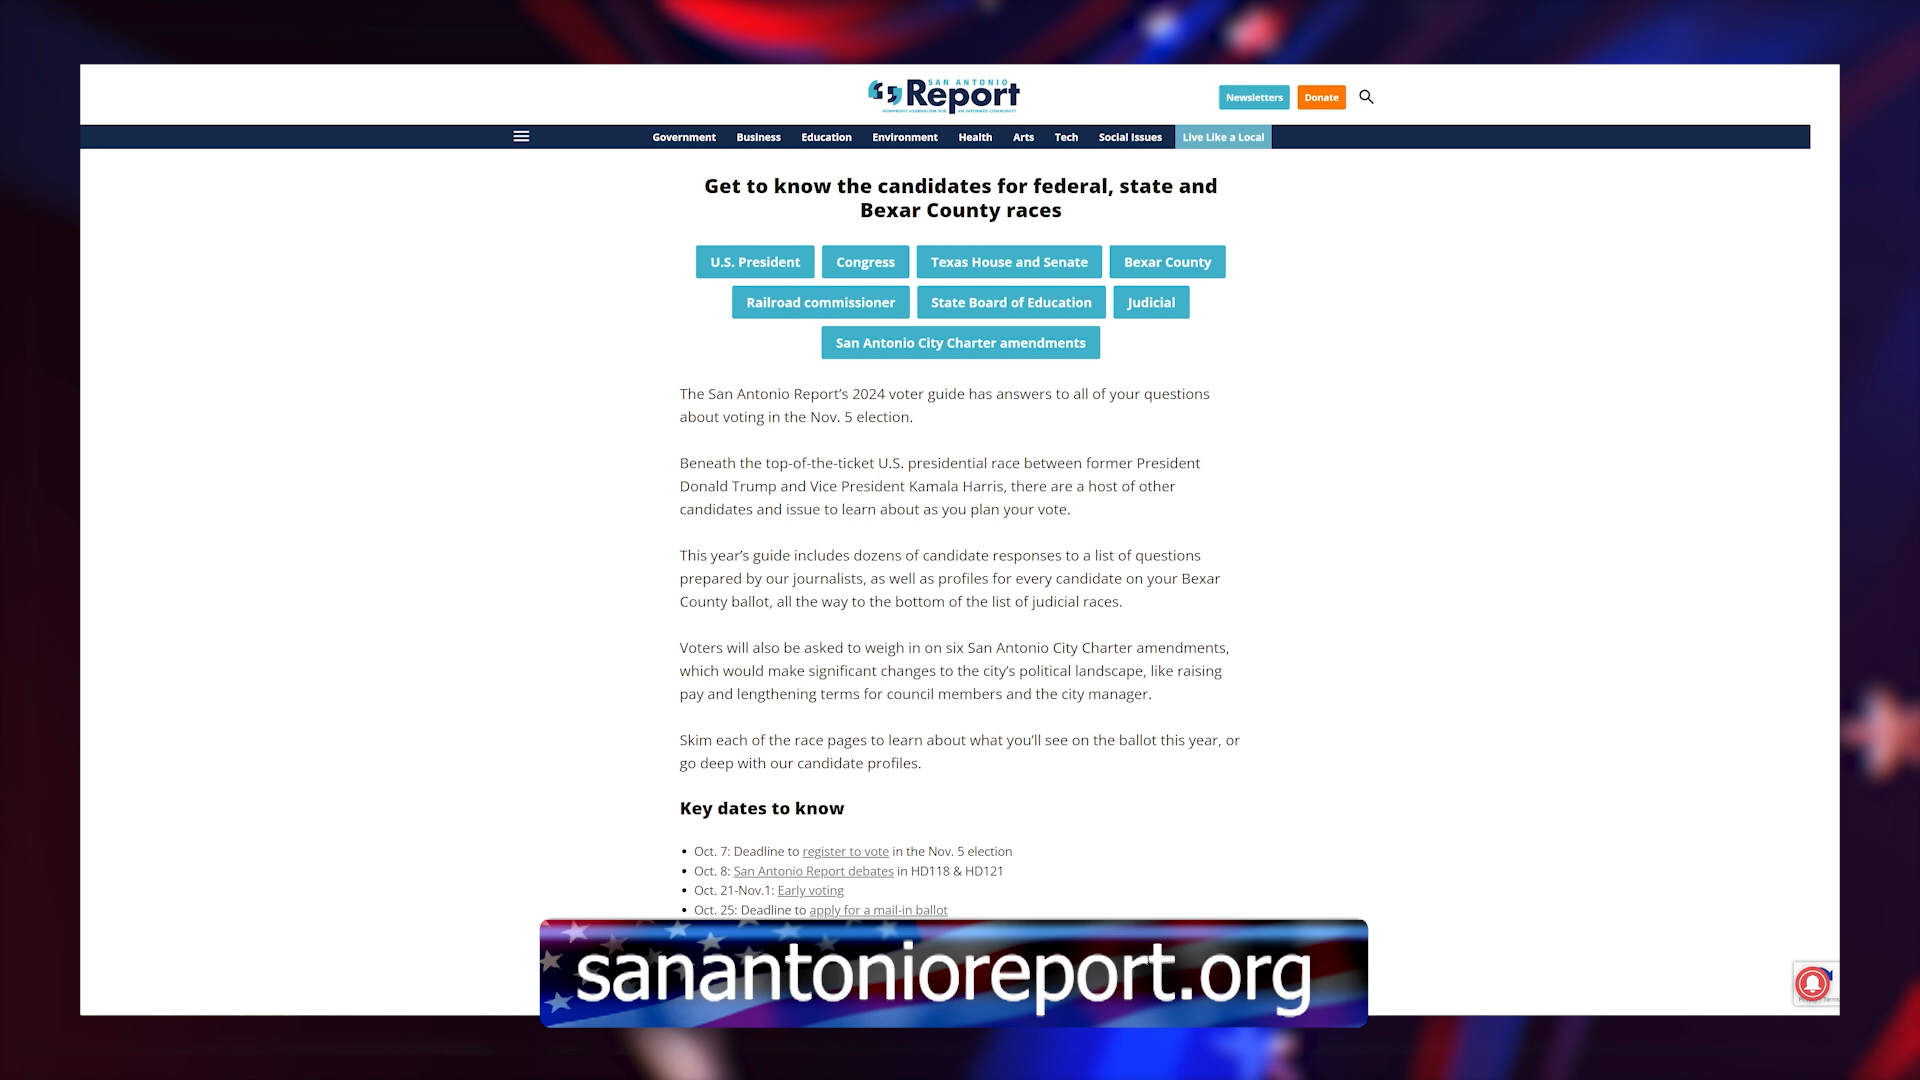 SAN ANTONIO
Report
NONPROFIT JOURNALISM FOR AN INFORMED COMMUNITY
Newsletters Donate
Government Business Education Environment Health Arts Tech Social Issues Live Like a Local
Get to know the candidates for federal, state and
Bexar County races
U.S. President Congress Texas House and Senate Bexar County
Railroad commissioner State Board of Education Judicial
San Antonio City Charter amendments
The San Antonio Report’s 2024 voter guide has answers to all of your questions
about voting in the Nov. 5 election.
Beneath the top-of-the-ticket U.S. presidential race between former President
Donald Trump and Vice President Kamala Harris, there are a host of other
candidates and issue to learn about as you plan your vote.
This year’s guide includes dozens of candidate responses to a list of questions
prepared by our journalists, as well as profiles for every candidate on your Bexar
County ballot, all the way to the bottom of the list of judicial races.
Voters will also be asked to weigh in on six San Antonio City Charter amendments,
which would make significant changes to the city’s political landscape, like raising
pay and lengthening terms for council members and the city manager.
Skim each of the race pages to learn about what you’ll see on the ballot this year, or
go deep with our candidate profiles.
Key dates to know
• Oct. 7: Deadline to register to vote in the Nov. 5 election
• Oct. 8: San Antonio Report debates in HD118 & HD121
• Oct. 21-Nov.1: Early voting
• Oct. 25: Deadline to apply for a mail-in ballot
sanantonioreport.org